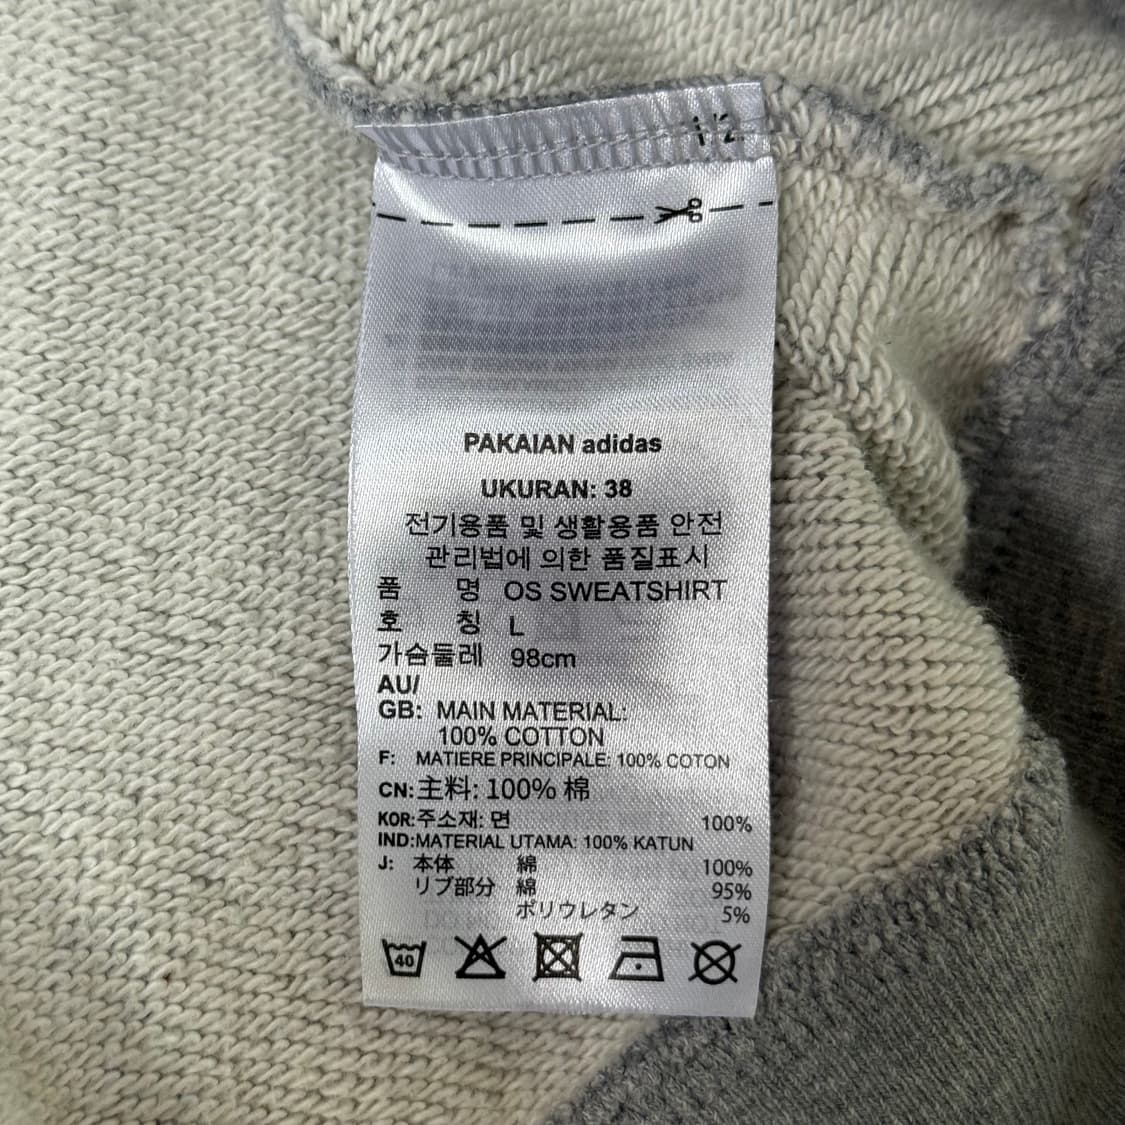 1 2
PAKAIAN adidas
UKURAN: 38
전기용품 및 생활용품 안전
관리법에 의한 품질표시
품 명 OS SWEATSHIRT
호 칭 L
가슴둘레 98cm
AU/
GB: MAIN MATERIAL:
100% COTTON
F: MATIERE PRINCIPALE: 100% COTON
CN: 主料: 100% 棉
KOR: 주소재: 면 100%
IND: MATERIAL UTAMA: 100% KATUN
J: 本体 綿 100%
リブ部分 綿 95%
ポリウレタン 5%
40